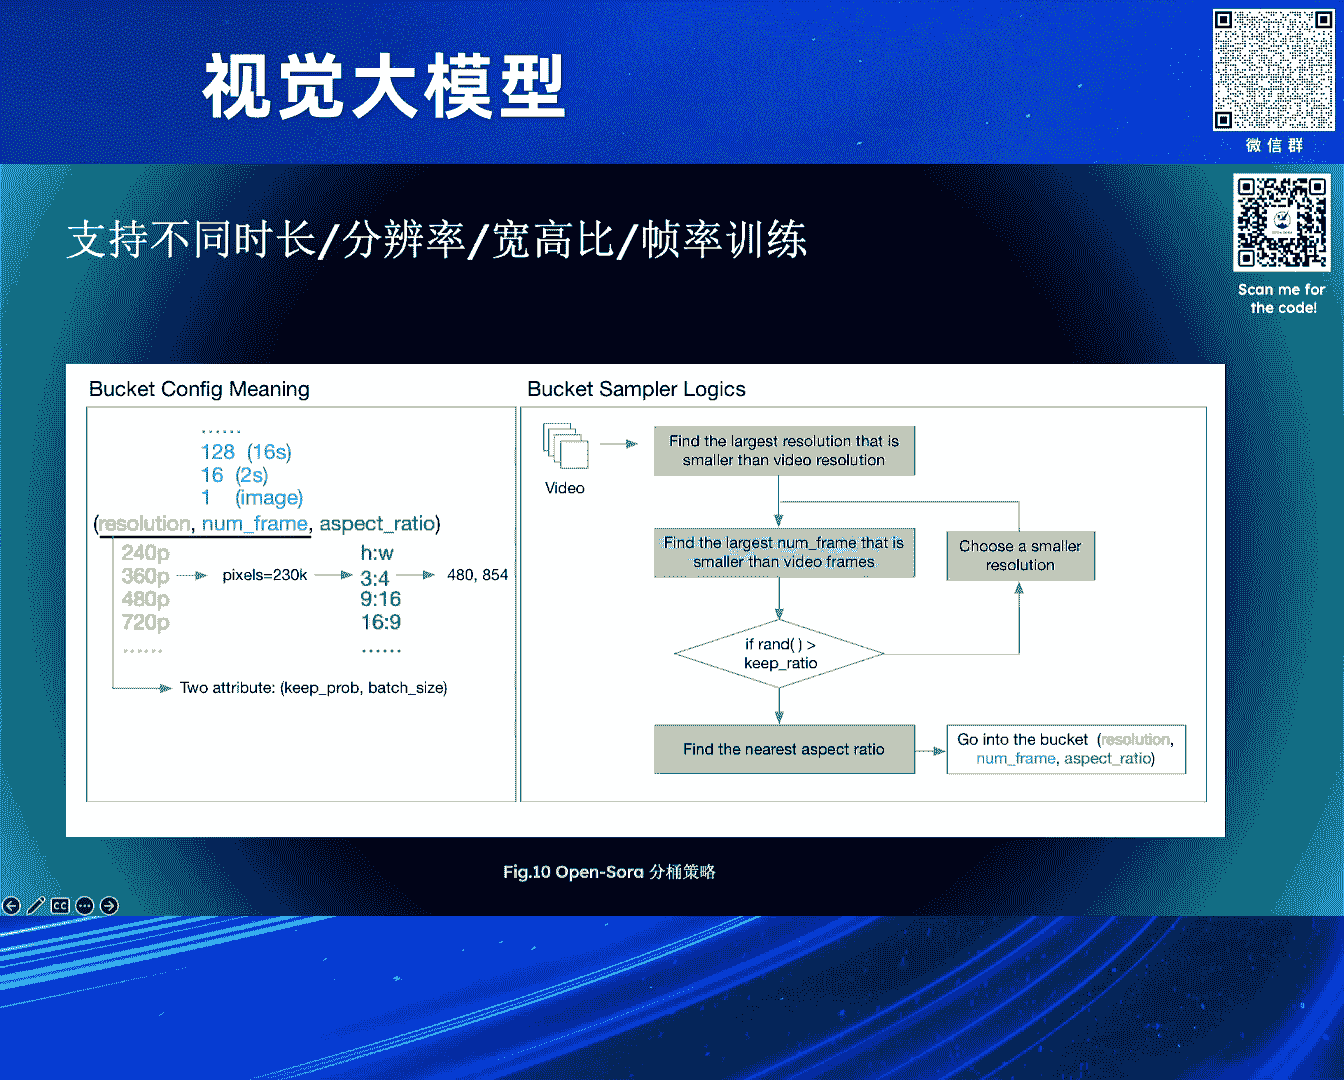 视觉大模型
微信群
支持不同时长/分辨率/宽高比/帧率训练
Scan me for
the code!
Bucket Config Meaning
......
128 (16s)
16 (2s)
1 (image)
(resolution, num_frame, aspect_ratio)
240p
360p
480p
720p
......
pixels=230k
h:w
3:4
9:16
16:9
......
480, 854
Two attribute: (keep_prob, batch_size)
Bucket Sampler Logics
Video
Find the largest resolution that is
smaller than video resolution
Find the largest num_frame that is
smaller than video frames
Choose a smaller
resolution
if rand( ) >
keep_ratio
Find the nearest aspect ratio
Go into the bucket (resolution,
num_frame, aspect_ratio)
Fig.10 Open-Sora 分桶策略
CC